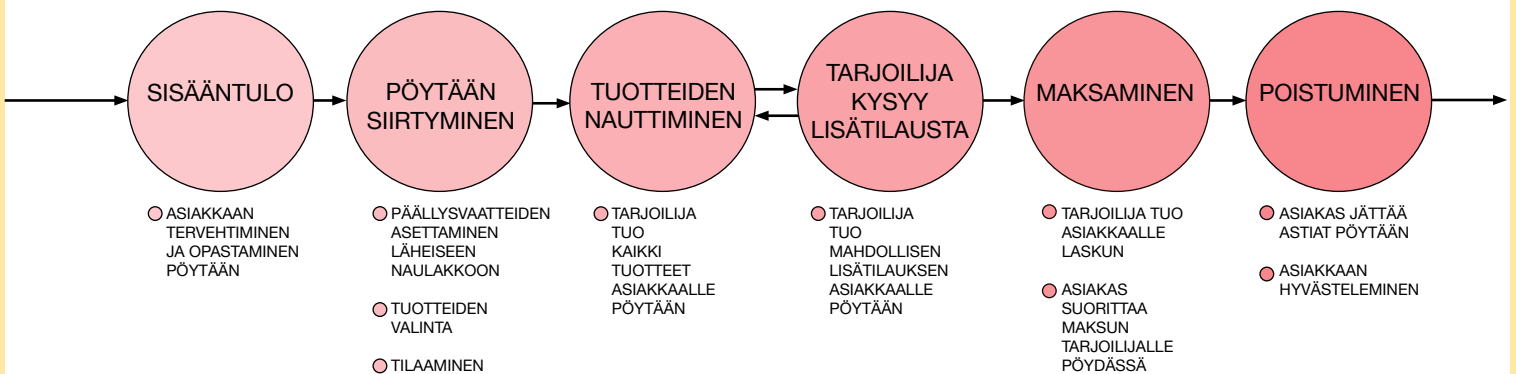 SISÄÄNTULO
PÖYTÄÄN
SIIRTYMINEN
TUOTTEIDEN
NAUTTIMINEN
TARJOILIJA
KYSYY
LISÄTILAUSTA
MAKSAMINEN
POISTUMINEN
ASIAKKAAN
TERVEHTIMINEN
JA OPASTAMINEN
PÖYTÄÄN
PÄÄLLYSVAATTEIDEN
ASETTAMINEN
LÄHEISEEN
NAULAKKOON
TUOTTEIDEN
VALINTA
TILAAMINEN
TARJOILIJA
TUO
KAIKKI
TUOTTEET
ASIAKKAALLE
PÖYTÄÄN
TARJOILIJA
TUO
MAHDOLLISEN
LISÄTILAUKSEN
ASIAKKAALLE
PÖYTÄÄN
TARJOILIJA TUO
ASIAKKAALLE
LASKUN
ASIAKAS
SUORITTAA
MAKSUN
TARJOILIJALLE
PÖYDÄSSÄ
ASIAKAS JÄTTÄÄ
ASTIAT PÖYTÄÄN
ASIAKKAAN
HYVÄSTELEMINEN